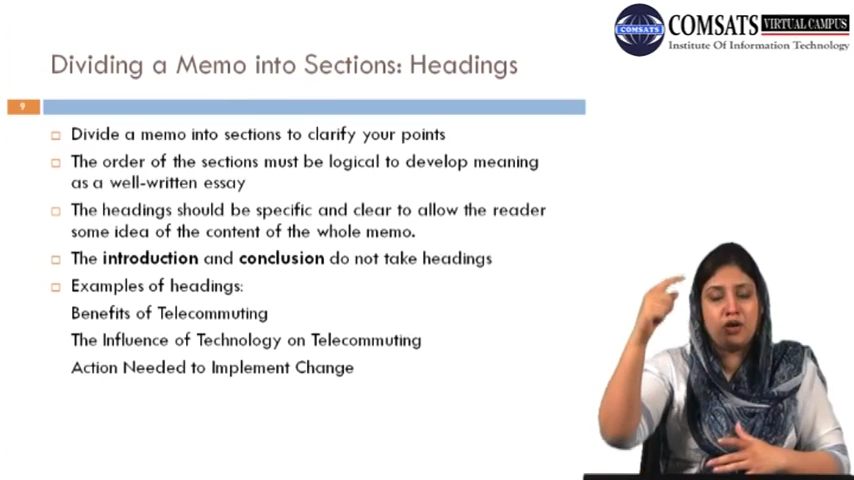 COMSATS VIRTUAL CAMPUS
COMSATS
Institute Of Information Technology
Dividing a Memo into Sections: Headings
9
Divide a memo into sections to clarify your points
The order of the sections must be logical to develop meaning
as a well-written essay
The headings should be specific and clear to allow the reader
some idea of the content of the whole memo.
The introduction and conclusion do not take headings
Examples of headings:
Benefits of Telecommuting
The Influence of Technology on Telecommuting
Action Needed to Implement Change